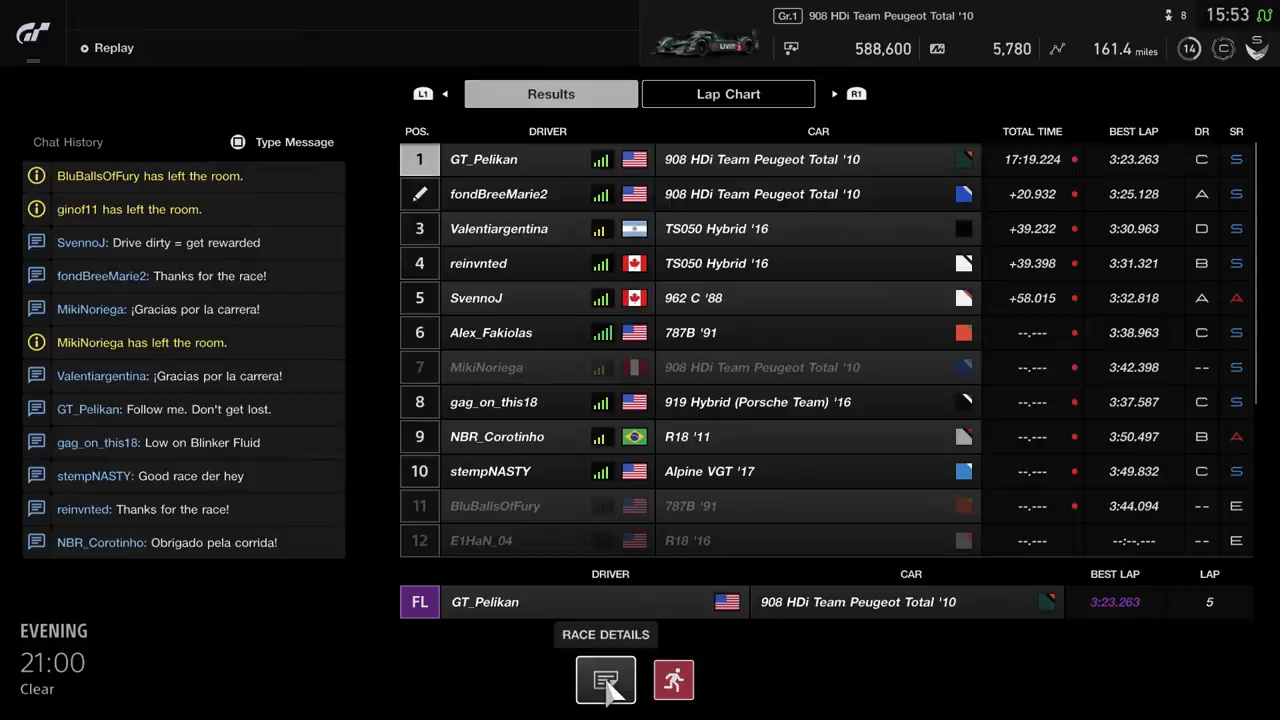 Gr.1 908 HDi Team Peugeot Total '10
8 15:53
Replay
588,600 5,780 161.4 miles 14 C S
L1 Results Lap Chart R1
Chat History Type Message
BluBallsOfFury has left the room.
ginof11 has left the room.
SvennoJ: Drive dirty = get rewarded
fondBreeMarie2: Thanks for the race!
MikiNoriega: ¡Gracias por la carrera!
MikiNoriega has left the room.
Valentiargentina: ¡Gracias por la carrera!
GT_Pelikan: Follow me. Don't get lost.
gag_on_this18: Low on Blinker Fluid
stempNASTY: Good race der hey
reinvnted: Thanks for the race!
NBR_Corotinho: Obrigado pela corrida!
POS. DRIVER CAR TOTAL TIME BEST LAP DR SR
1 GT_Pelikan 908 HDi Team Peugeot Total '10 17:19.224 3:23.263 C S
fondBreeMarie2 908 HDi Team Peugeot Total '10 +20.932 3:25.128 A S
3 Valentiargentina TS050 Hybrid '16 +39.232 3:30.963 D S
4 reinvnted TS050 Hybrid '16 +39.398 3:31.321 B S
5 SvennoJ 962 C '88 +58.015 3:32.818 A A
6 Alex_Fakiolas 787B '91 --.--- 3:38.963 C S
7 MikiNoriega 908 HDi Team Peugeot Total '10 --.--- 3:42.398 -- S
8 gag_on_this18 919 Hybrid (Porsche Team) '16 --.--- 3:37.587 C S
9 NBR_Corotinho R18 '11 --.--- 3:50.497 B A
10 stempNASTY Alpine VGT '17 --.--- 3:49.832 C S
11 BluBallsOfFury 787B '91 --.--- 3:44.094 -- E
12 E1HaN_04 R18 '16 --.--- --:--.--- -- E
DRIVER CAR BEST LAP LAP
FL GT_Pelikan 908 HDi Team Peugeot Total '10 3:23.263 5
RACE DETAILS
EVENING
21:00
Clear